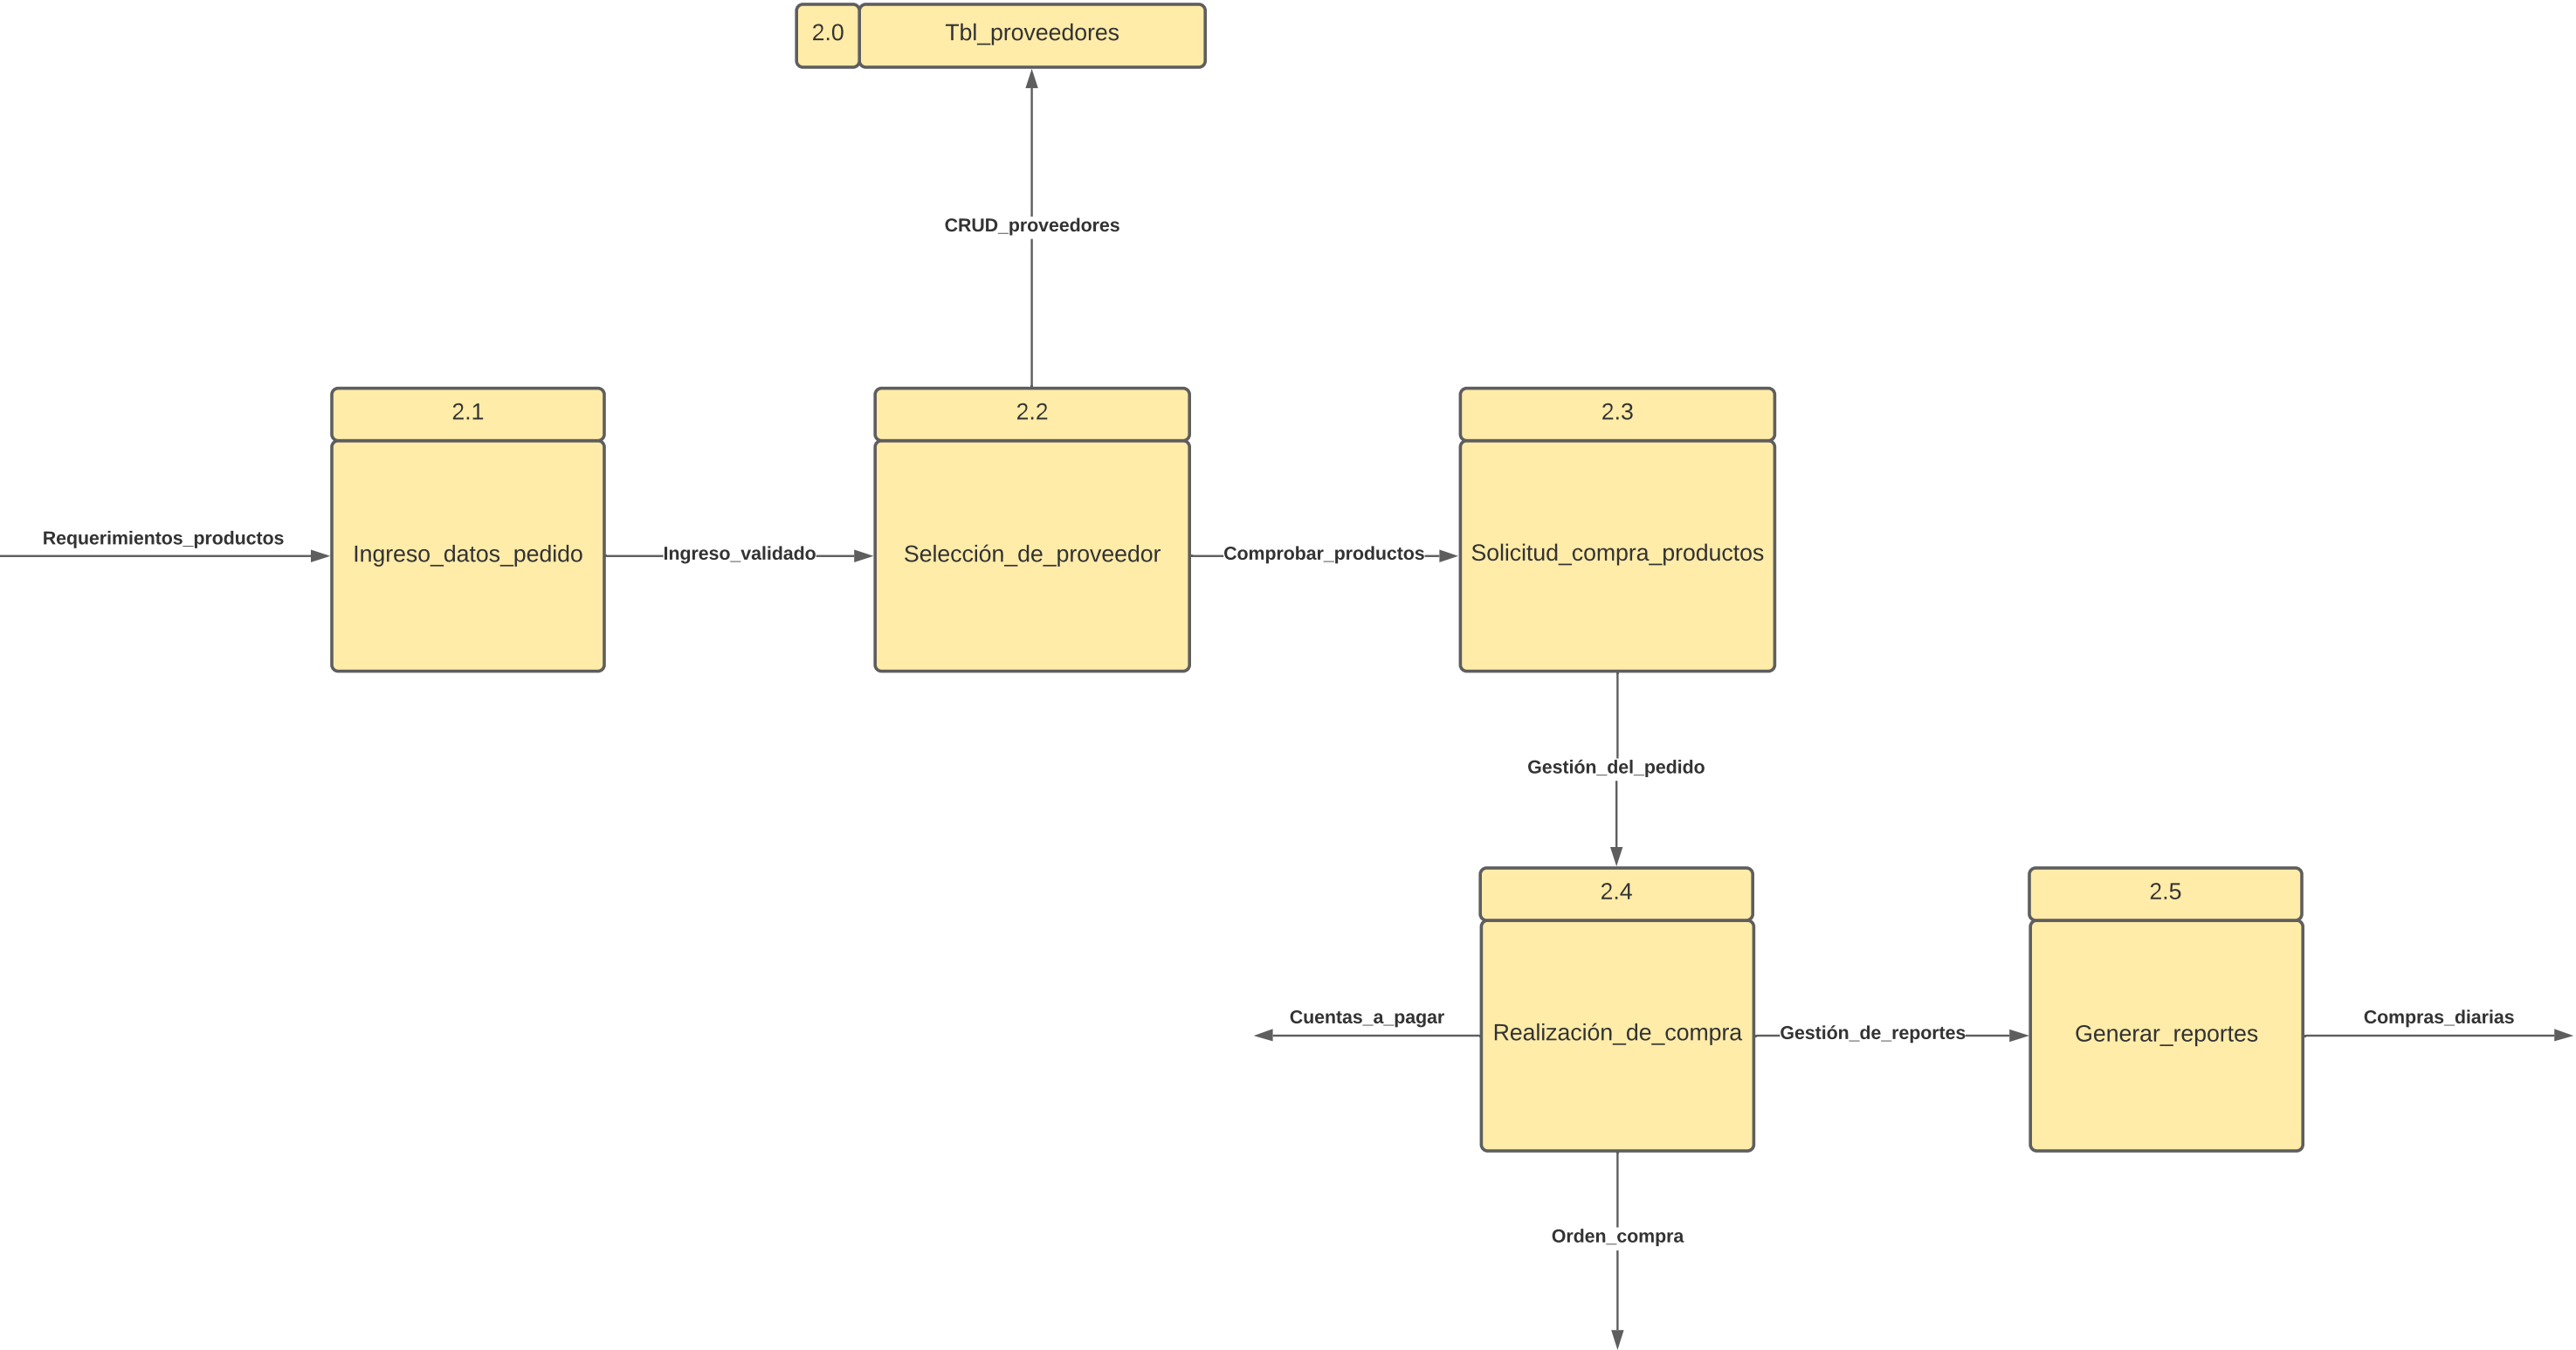 2.0
Tbl_proveedores
CRUD_proveedores
2.1
2.2
2.3
Requerimientos_productos
Ingreso_datos_pedido
Ingreso_validado
Selección_de_proveedor
Comprobar_productos
Solicitud_compra_productos
Gestión_del_pedido
2.4
2.5
Cuentas_a_pagar
Realización_de_compra
Gestión_de_reportes
Generar_reportes
Compras_diarias
Orden_compra